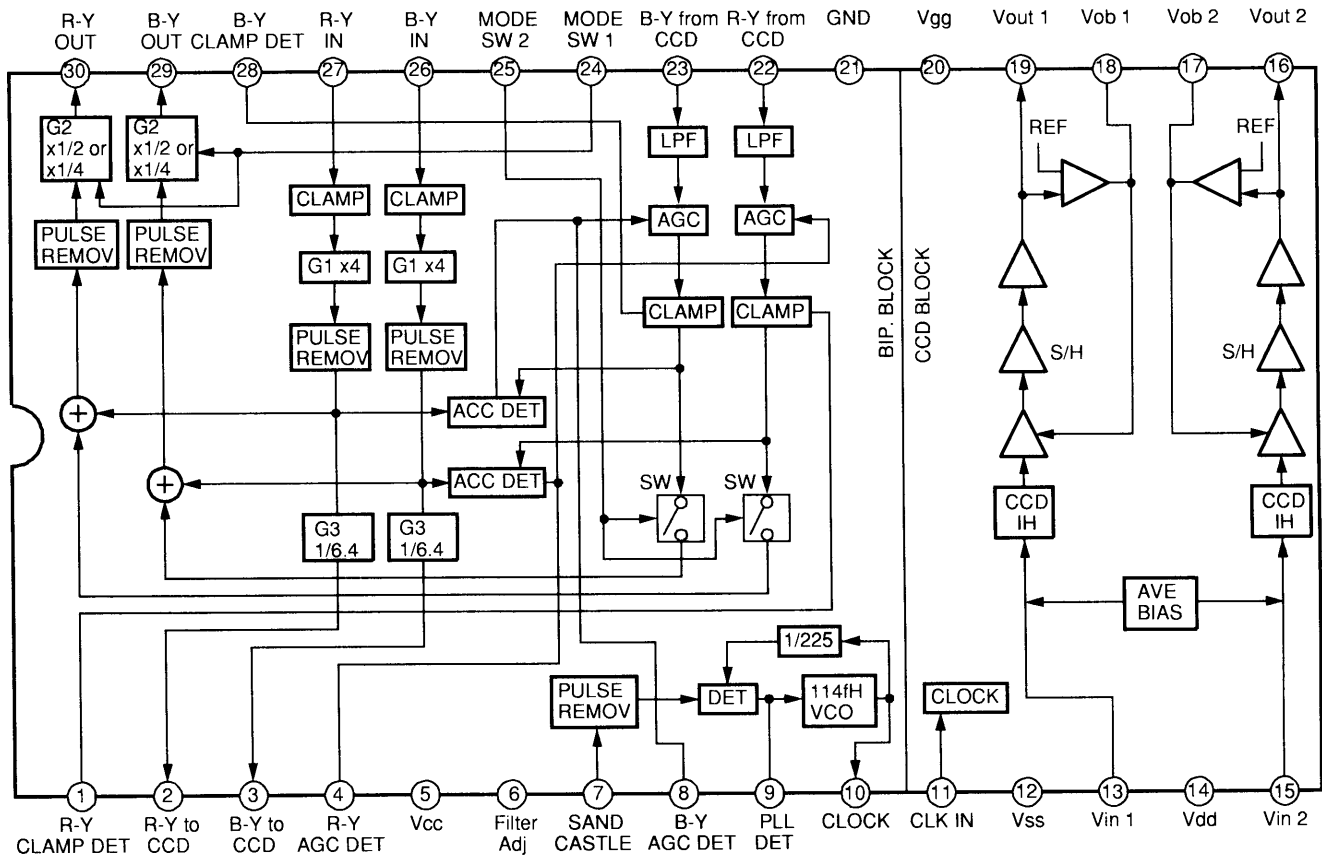 R-Y OUT
B-Y OUT
B-Y CLAMP DET
R-Y IN
B-Y IN
MODE SW 2
MODE SW 1
B-Y from CCD
R-Y from CCD
GND
Vgg
Vout 1
Vob 1
Vob 2
Vout 2
30
29
28
27
26
25
24
23
22
21
20
19
18
17
16
G2
x1/2 or
x1/4
G2
x1/2 or
x1/4
LPF
LPF
REF
REF
CLAMP
CLAMP
AGC
AGC
PULSE
REMOV
PULSE
REMOV
G1 x4
G1 x4
BIP. BLOCK
CCD BLOCK
CLAMP
CLAMP
PULSE
REMOV
PULSE
REMOV
S/H
S/H
+
ACC DET
+
ACC DET
SW
SW
CCD
IH
CCD
IH
G3
1/6.4
G3
1/6.4
AVE
BIAS
1/225
PULSE
REMOV
DET
114fH
VCO
CLOCK
1
2
3
4
5
6
7
8
9
10
11
12
13
14
15
R-Y
CLAMP DET
R-Y to
CCD
B-Y to
CCD
R-Y
AGC DET
Vcc
Filter
Adj
SAND
CASTLE
B-Y
AGC DET
PLL
DET
CLOCK
CLK IN
Vss
Vin 1
Vdd
Vin 2